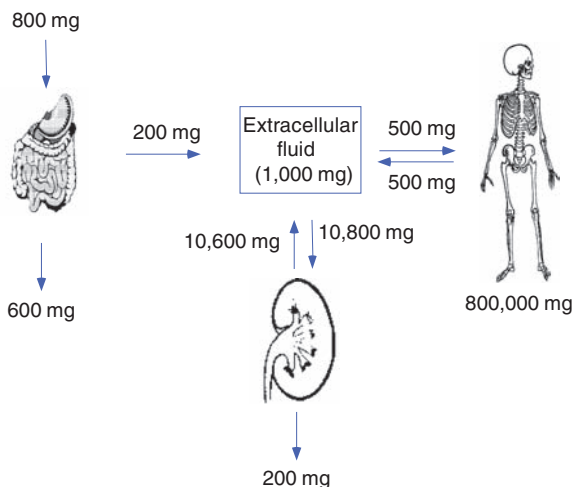 800 mg
200 mg
Extracellular
fluid
(1,000 mg)
500 mg
500 mg
10,600 mg
10,800 mg
600 mg
800,000 mg
200 mg